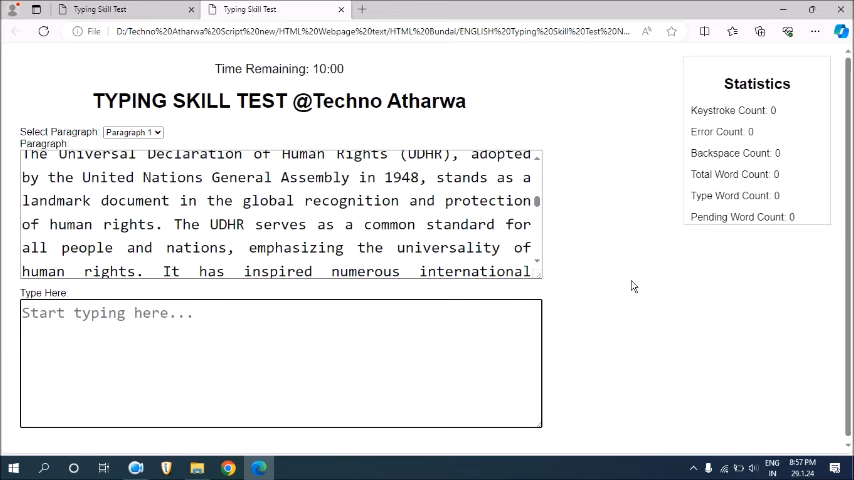 Typing Skill Test
Typing Skill Test
File
D:/Techno%20Atharwa%20Script%20new/HTML%20Webpage%20text/HTML%20Bundal/ENGLISH%20Typing%20Skill%20Test%20N...
Time Remaining: 10:00
TYPING SKILL TEST @Techno Atharwa
Select Paragraph: Paragraph 1
Paragraph:
The Universal Declaration of Human Rights (UDHR), adopted
by the United Nations General Assembly in 1948, stands as a
landmark document in the global recognition and protection
of human rights. The UDHR serves as a common standard for
all people and nations, emphasizing the universality of
human rights. It has inspired numerous international
Type Here:
Start typing here...
Statistics
Keystroke Count: 0
Error Count: 0
Backspace Count: 0
Total Word Count: 0
Type Word Count: 0
Pending Word Count: 0
ENG
IN
8:57 PM
29.1.24